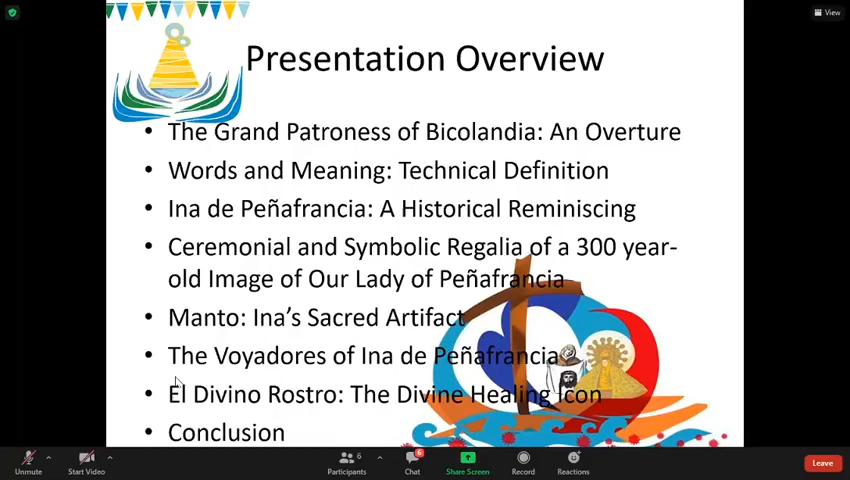 View
Presentation Overview
• The Grand Patroness of Bicolandia: An Overture
• Words and Meaning: Technical Definition
• Ina de Peñafrancia: A Historical Reminiscing
• Ceremonial and Symbolic Regalia of a 300 year-
old Image of Our Lady of Peñafrancia
• Manto: Ina's Sacred Artifact
• The Voyadores of Ina de Peñafrancia
• El Divino Rostro: The Divine Healing Icon
• Conclusion
Unmute
Start Video
6
Participants
6
Chat
Share Screen
Record
Reactions
Leave